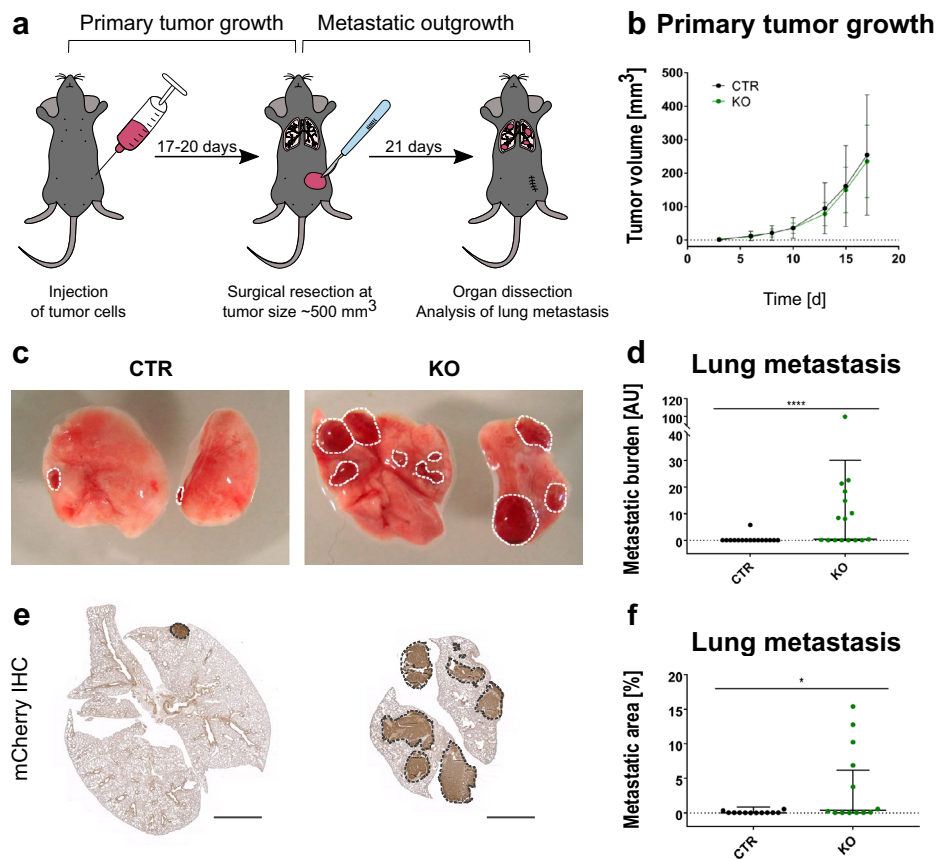 a
Primary tumor growth
Metastatic outgrowth
17-20 days
21 days
Injection
of tumor cells
Surgical resection at
tumor size ~500 mm³
Organ dissection
Analysis of lung metastasis
b Primary tumor growth
Tumor volume [mm³]
500
400
300
200
100
0
CTR
KO
0 5 10 15 20
Time [d]
c
CTR
KO
d
Lung metastasis
Metastatic burden [AU]
120
100
40
30
20
10
0
****
CTR
KO
e
mCherry IHC
f
Lung metastasis
Metastatic area [%]
20
15
10
5
0
*
CTR
KO